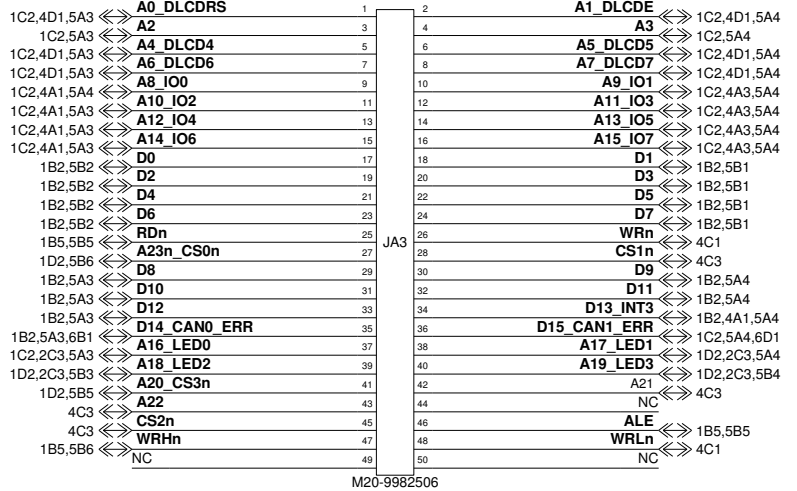 1C2,4D1,5A3 A0_DLCDRS 1 2 A1_DLCDE 1C2,4D1,5A4
1C2,5A3 A2 3 4 A3 1C2,5A4
1C2,4D1,5A3 A4_DLCD4 5 6 A5_DLCD5 1C2,4D1,5A4
1C2,4D1,5A3 A6_DLCD6 7 8 A7_DLCD7 1C2,4D1,5A4
1C2,4A1,5A4 A8_IO0 9 10 A9_IO1 1C2,4A3,5A4
1C2,4A1,5A3 A10_IO2 11 12 A11_IO3 1C2,4A3,5A4
1C2,4A1,5A3 A12_IO4 13 14 A13_IO5 1C2,4A3,5A4
1C2,4A1,5A3 A14_IO6 15 16 A15_IO7 1C2,4A3,5A4
1B2,5B2 D0 17 18 D1 1B2,5B1
1B2,5B2 D2 19 20 D3 1B2,5B1
1B2,5B2 D4 21 22 D5 1B2,5B1
1B2,5B2 D6 23 24 D7 1B2,5B1
1B5,5B5 RDn 25 26 WRn 4C1
JA3
1D2,5B6 A23n_CS0n 27 28 CS1n 4C3
1B2,5A3 D8 29 30 D9 1B2,5A4
1B2,5A3 D10 31 32 D11 1B2,5A4
1B2,5A3 D12 33 34 D13_INT3 1B2,4A1,5A4
1B2,5A3,6B1 D14_CAN0_ERR 35 36 D15_CAN1_ERR 1C2,5A4,6D1
1C2,2C3,5A3 A16_LED0 37 38 A17_LED1 1D2,2C3,5A4
1D2,2C3,5B3 A18_LED2 39 40 A19_LED3 1D2,2C3,5B4
1D2,5B5 A20_CS3n 41 42 A21 4C3
4C3 A22 43 44 NC
4C3 CS2n 45 46 ALE 1B5,5B5
1B5,5B6 WRHn 47 48 WRLn 4C1
NC 49 50 NC
M20-9982506